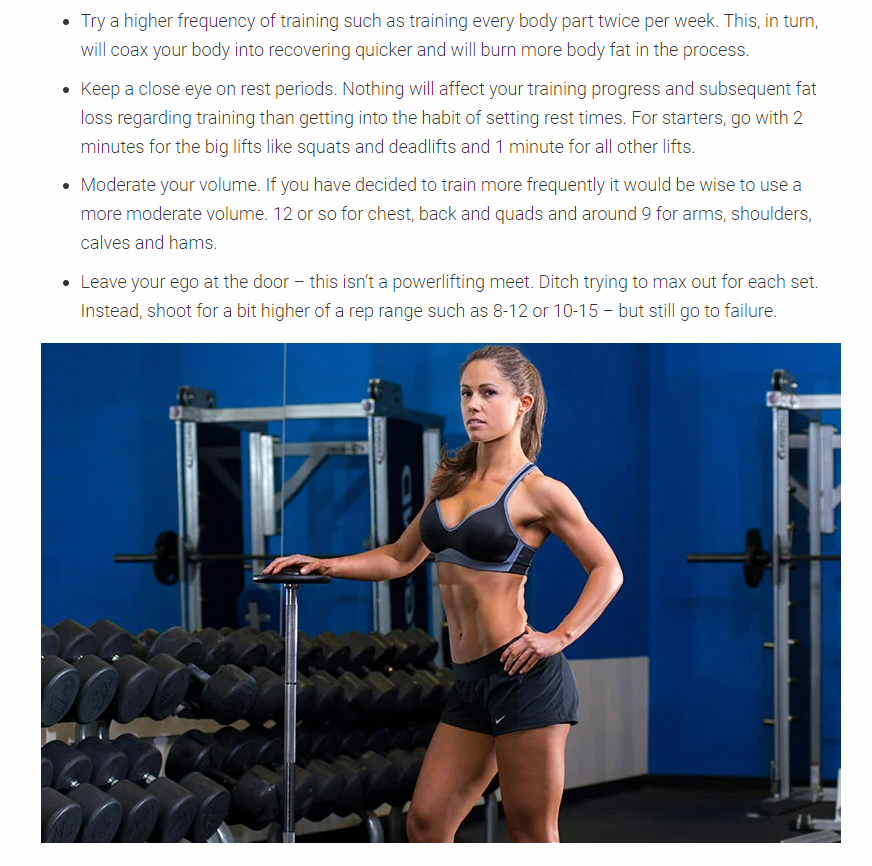 Try a higher frequency of training such as training every body part twice per week. This, in turn,
will coax your body into recovering quicker and will burn more body fat in the process.
Keep a close eye on rest periods. Nothing will affect your training progress and subsequent fat
loss regarding training than getting into the habit of setting rest times. For starters, go with 2
minutes for the big lifts like squats and deadlifts and 1 minute for all other lifts.
Moderate your volume. If you have decided to train more frequently it would be wise to use a
more moderate volume. 12 or so for chest, back and quads and around 9 for arms, shoulders,
calves and hams.
Leave your ego at the door – this isn't a powerlifting meet. Ditch trying to max out for each set.
Instead, shoot for a bit higher of a rep range such as 8-12 or 10-15 – but still go to failure.